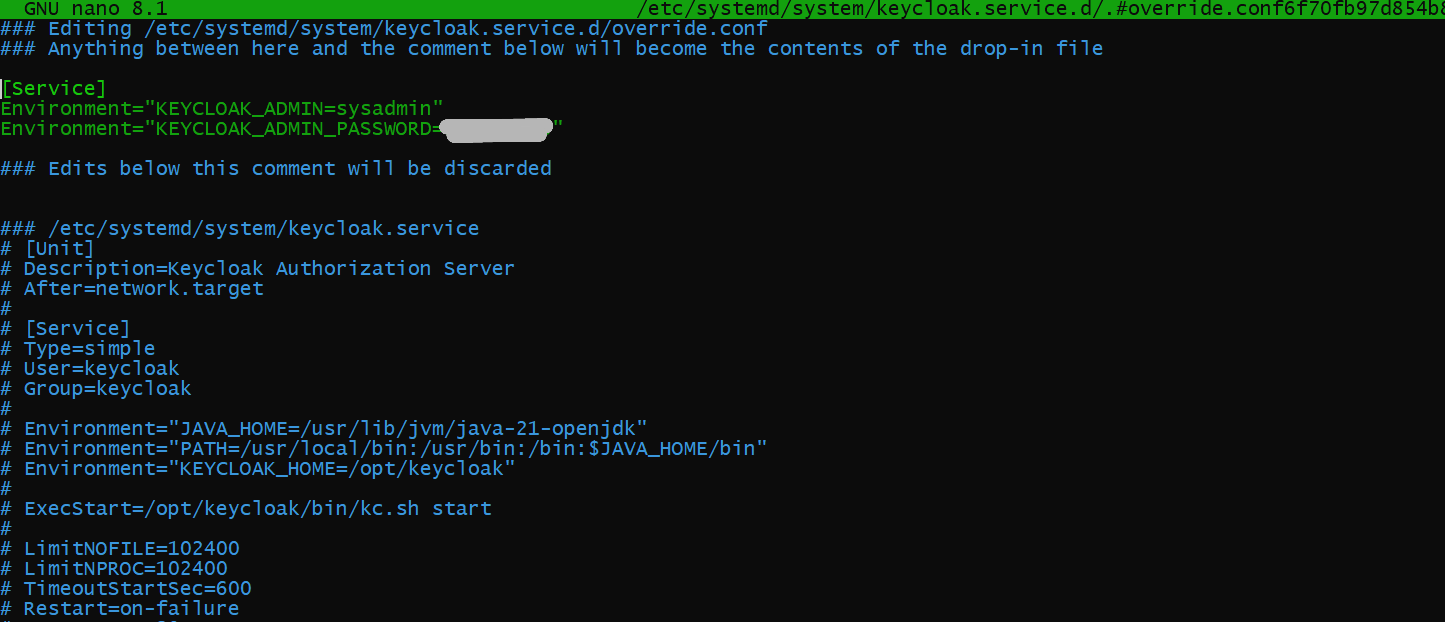 GNU nano 8.1 /etc/systemd/system/keycloak.service.d/.#override.conf6f70fb97d854b8
### Editing /etc/systemd/system/keycloak.service.d/override.conf
### Anything between here and the comment below will become the contents of the drop-in file
[Service]
Environment="KEYCLOAK_ADMIN=sysadmin"
Environment="KEYCLOAK_ADMIN_PASSWORD="
### Edits below this comment will be discarded
### /etc/systemd/system/keycloak.service
# [Unit]
# Description=Keycloak Authorization Server
# After=network.target
#
# [Service]
# Type=simple
# User=keycloak
# Group=keycloak
#
# Environment="JAVA_HOME=/usr/lib/jvm/java-21-openjdk"
# Environment="PATH=/usr/local/bin:/usr/bin:/bin:$JAVA_HOME/bin"
# Environment="KEYCLOAK_HOME=/opt/keycloak"
#
# ExecStart=/opt/keycloak/bin/kc.sh start
#
# LimitNOFILE=102400
# LimitNPROC=102400
# TimeoutStartSec=600
# Restart=on-failure